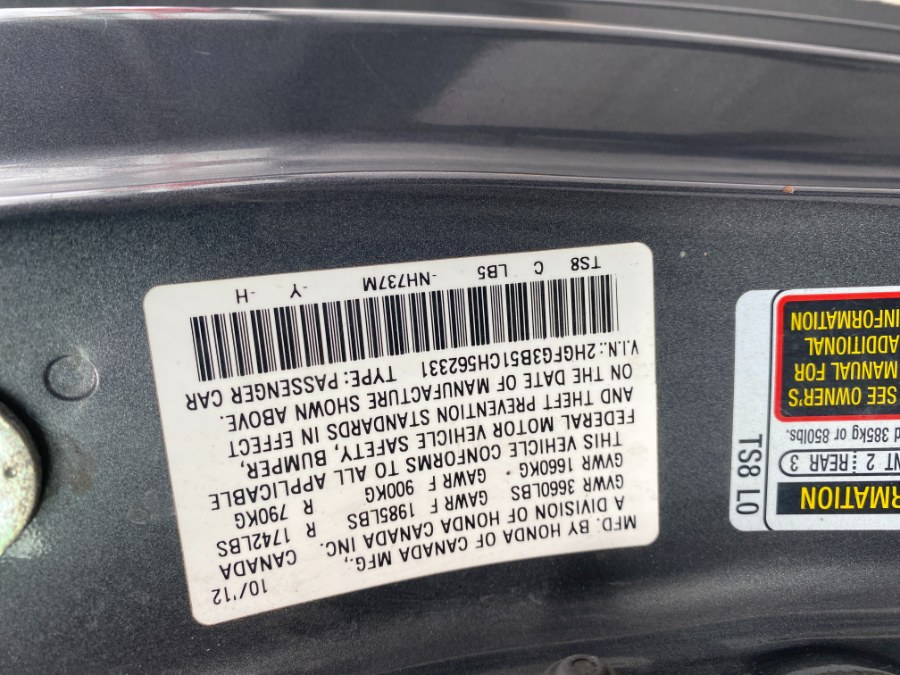 MFD. BY HONDA OF CANADA MFG., 10/'12
A DIVISION OF HONDA CANADA INC. CANADA
GVWR 3660LBS GAWR F 1985LBS R 1742LBS
GVWR 1660KG GAWR F 900KG R 790KG
THIS VEHICLE CONFORMS TO ALL APPLICABLE
FEDERAL MOTOR VEHICLE SAFETY, BUMPER,
AND THEFT PREVENTION STANDARDS IN EFFECT
ON THE DATE OF MANUFACTURE SHOWN ABOVE.
V.I.N.: 2HGFG3B51CH562331 TYPE: PASSENGER CAR
TS8 C LB5 -NH737M -Y -H
RMATION
NT 2 REAR 3
d 385kg or 850lbs.
SEE OWNER'S
MANUAL FOR
ADDITIONAL
INFORMATION
TS8 L0